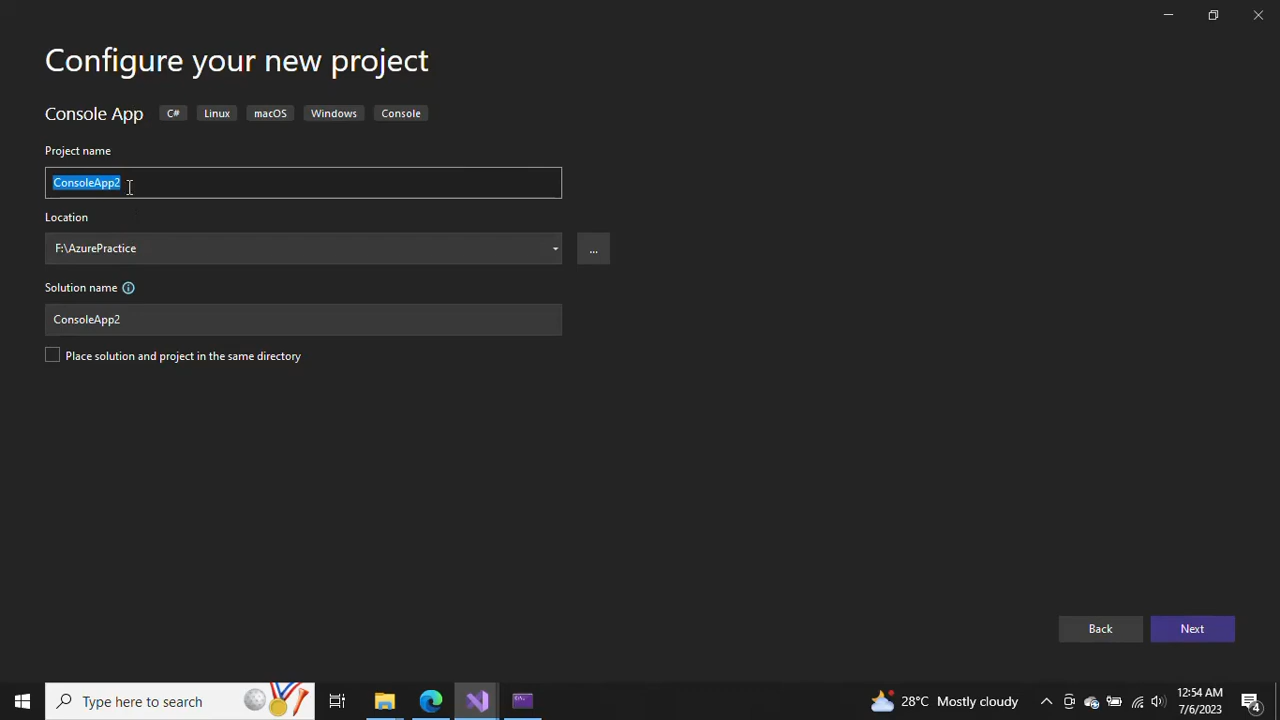 Configure your new project
Console App C# Linux macOS Windows Console
Project name
ConsoleApp2
Location
F:\AzurePractice
...
Solution name
ConsoleApp2
Place solution and project in the same directory
Back Next
Type here to search
28°C Mostly cloudy
12:54 AM
7/6/2023
4